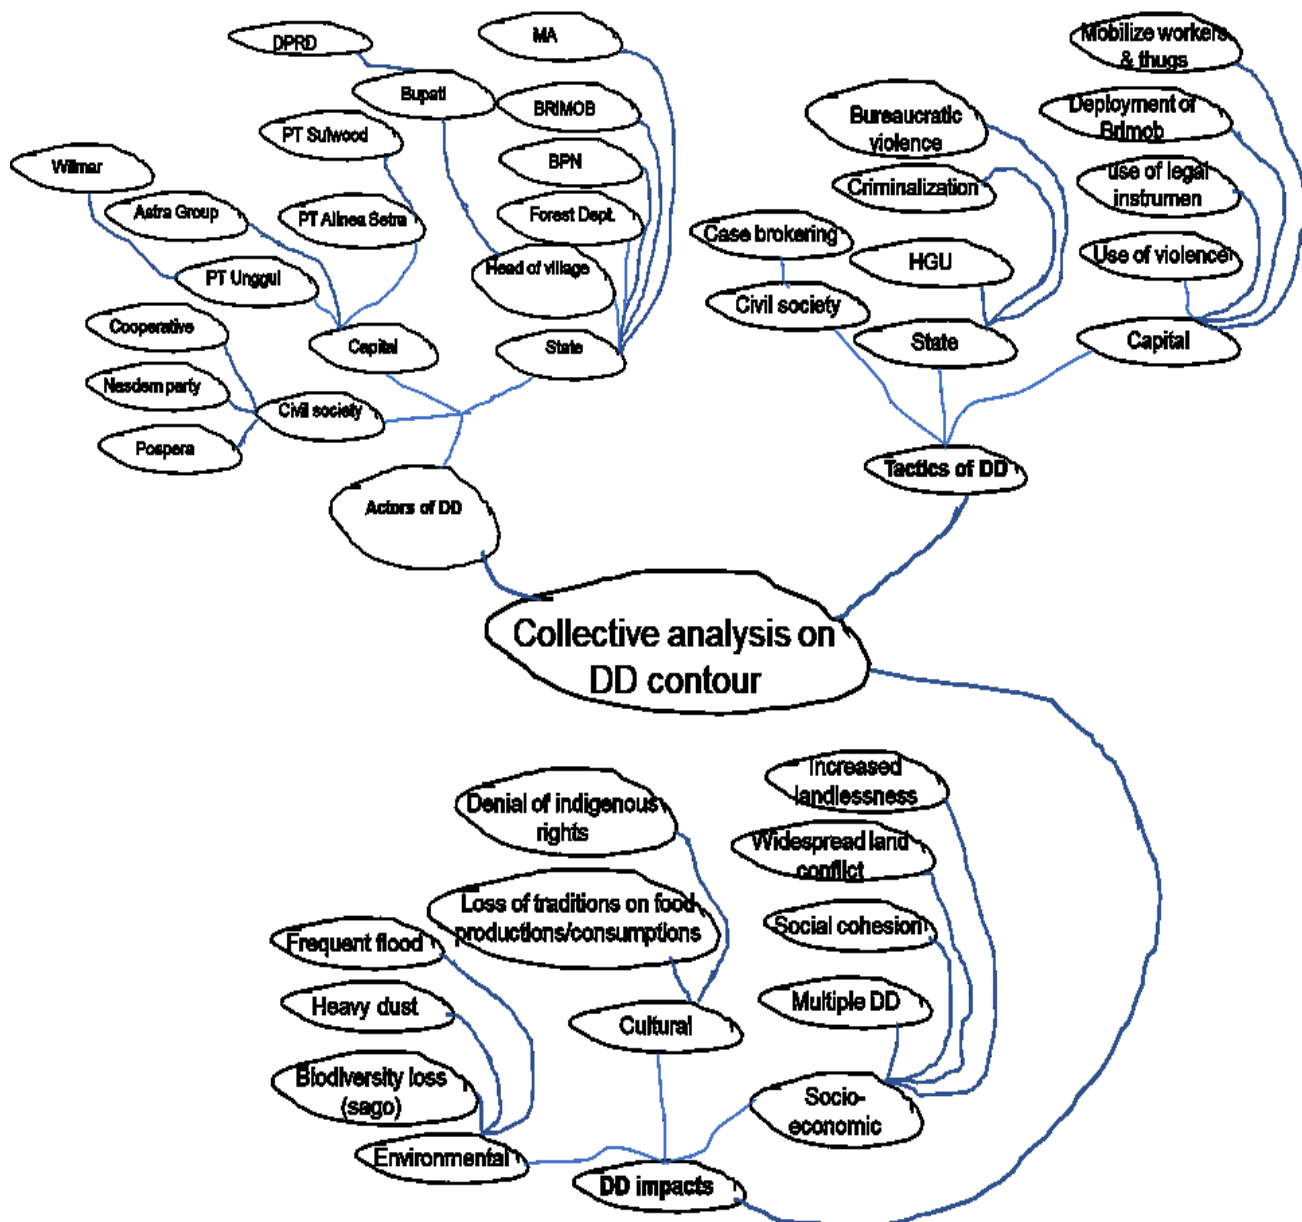 DPRD
MA
Bupati
BRIMOB
PT Sulwood
BPN
Wilmar
Astra Group
PT Alinea Setra
Forest Dept.
PT Unggul
Head of village
Cooperative
Capital
State
Nasdem party
Civil society
Pospera
Actors of DD
Mobilize workers
& thugs
Bureaucratic
violence
Deployment of
Brimob
Criminalization
use of legal
instrumen
Case brokering
HGU
Use of violence
Civil society
State
Capital
Tactics of DD
Collective analysis on
DD contour
Increased
landlessness
Denial of indigenous
rights
Widespread land
conflict
Loss of traditions on food
productions/consumptions
Social cohesion
Frequent flood
Heavy dust
Multiple DD
Cultural
Biodiversity loss
(sago)
Socio-
economic
Environmental
DD impacts